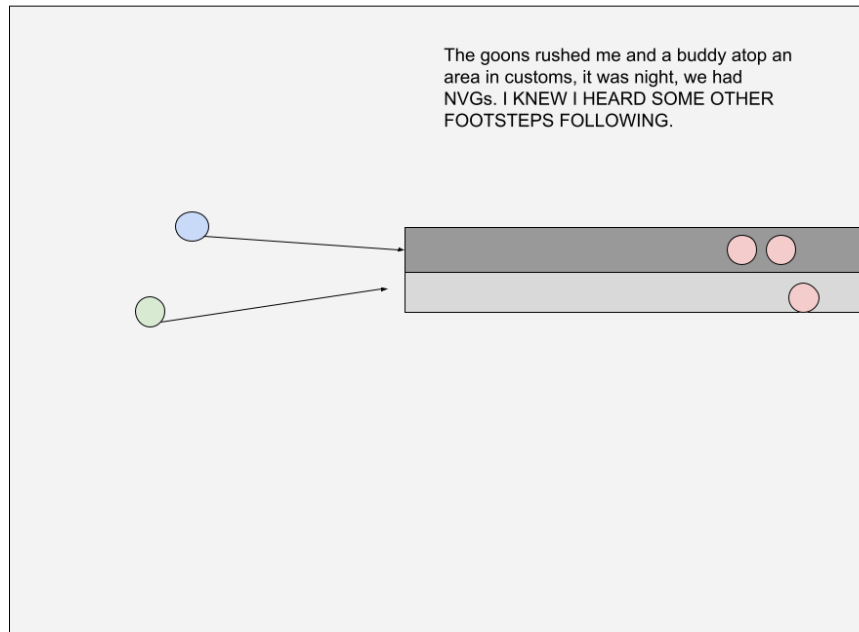 The goons rushed me and a buddy atop an
area in customs, it was night, we had
NVGs. I KNEW I HEARD SOME OTHER
FOOTSTEPS FOLLOWING.